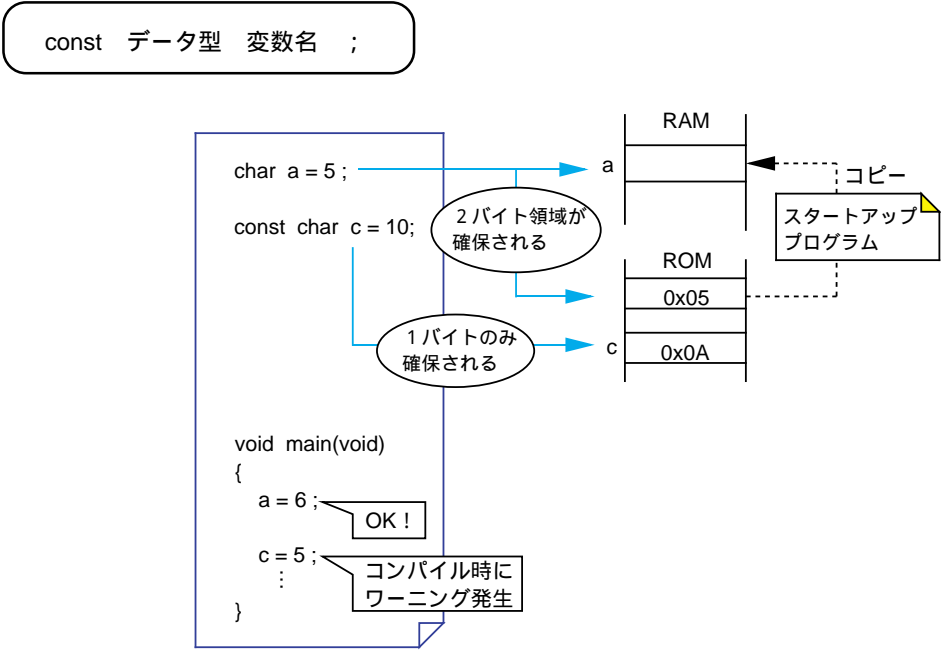 const データ型 変数名 ;
char a = 5 ;
const char c = 10;
2 バイト領域が
確保される
1 バイトのみ
確保される
RAM
a
コピー
スタートアップ
プログラム
ROM
0x05
c
0x0A
void main(void)
{
a = 6 ;
OK !
c = 5 ;
⋮
コンパイル時に
ワーニング発生
}